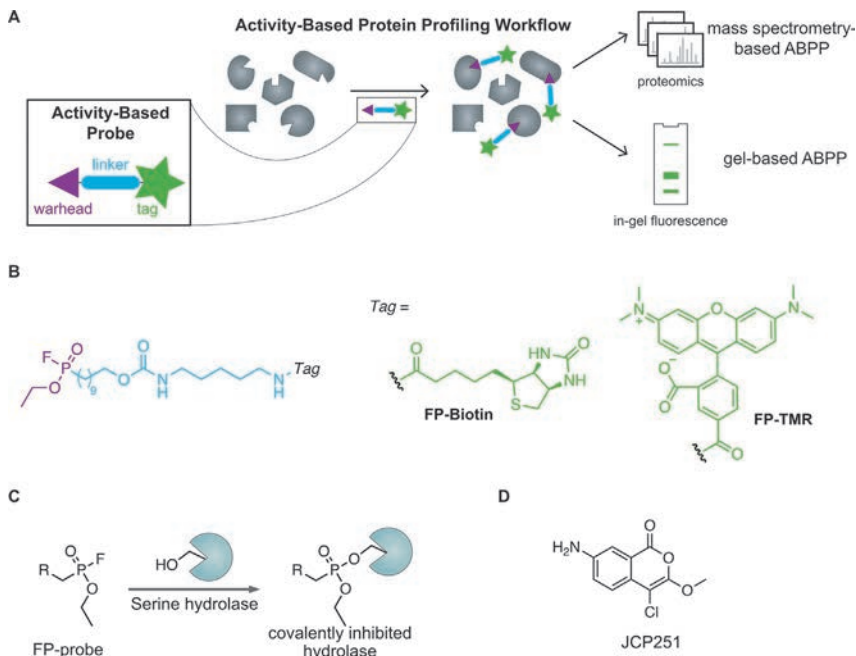 A
Activity-Based Protein Profiling Workflow
Activity-Based
Probe
linker
warhead
tag
proteomics
mass spectrometry-
based ABPP
in-gel fluorescence
gel-based ABPP
B
F
O
P
O
9
O
O
N
H
N
H
Tag
Tag =
O
HN
O
NH
S
FP-Biotin
N
+
O
N
O
-
O
O
FP-TMR
C
O
R
P
F
O
FP-probe
HO
Serine hydrolase
O
R
P
O
O
covalently inhibited
hydrolase
D
H₂N
O
O
O
Cl
JCP251